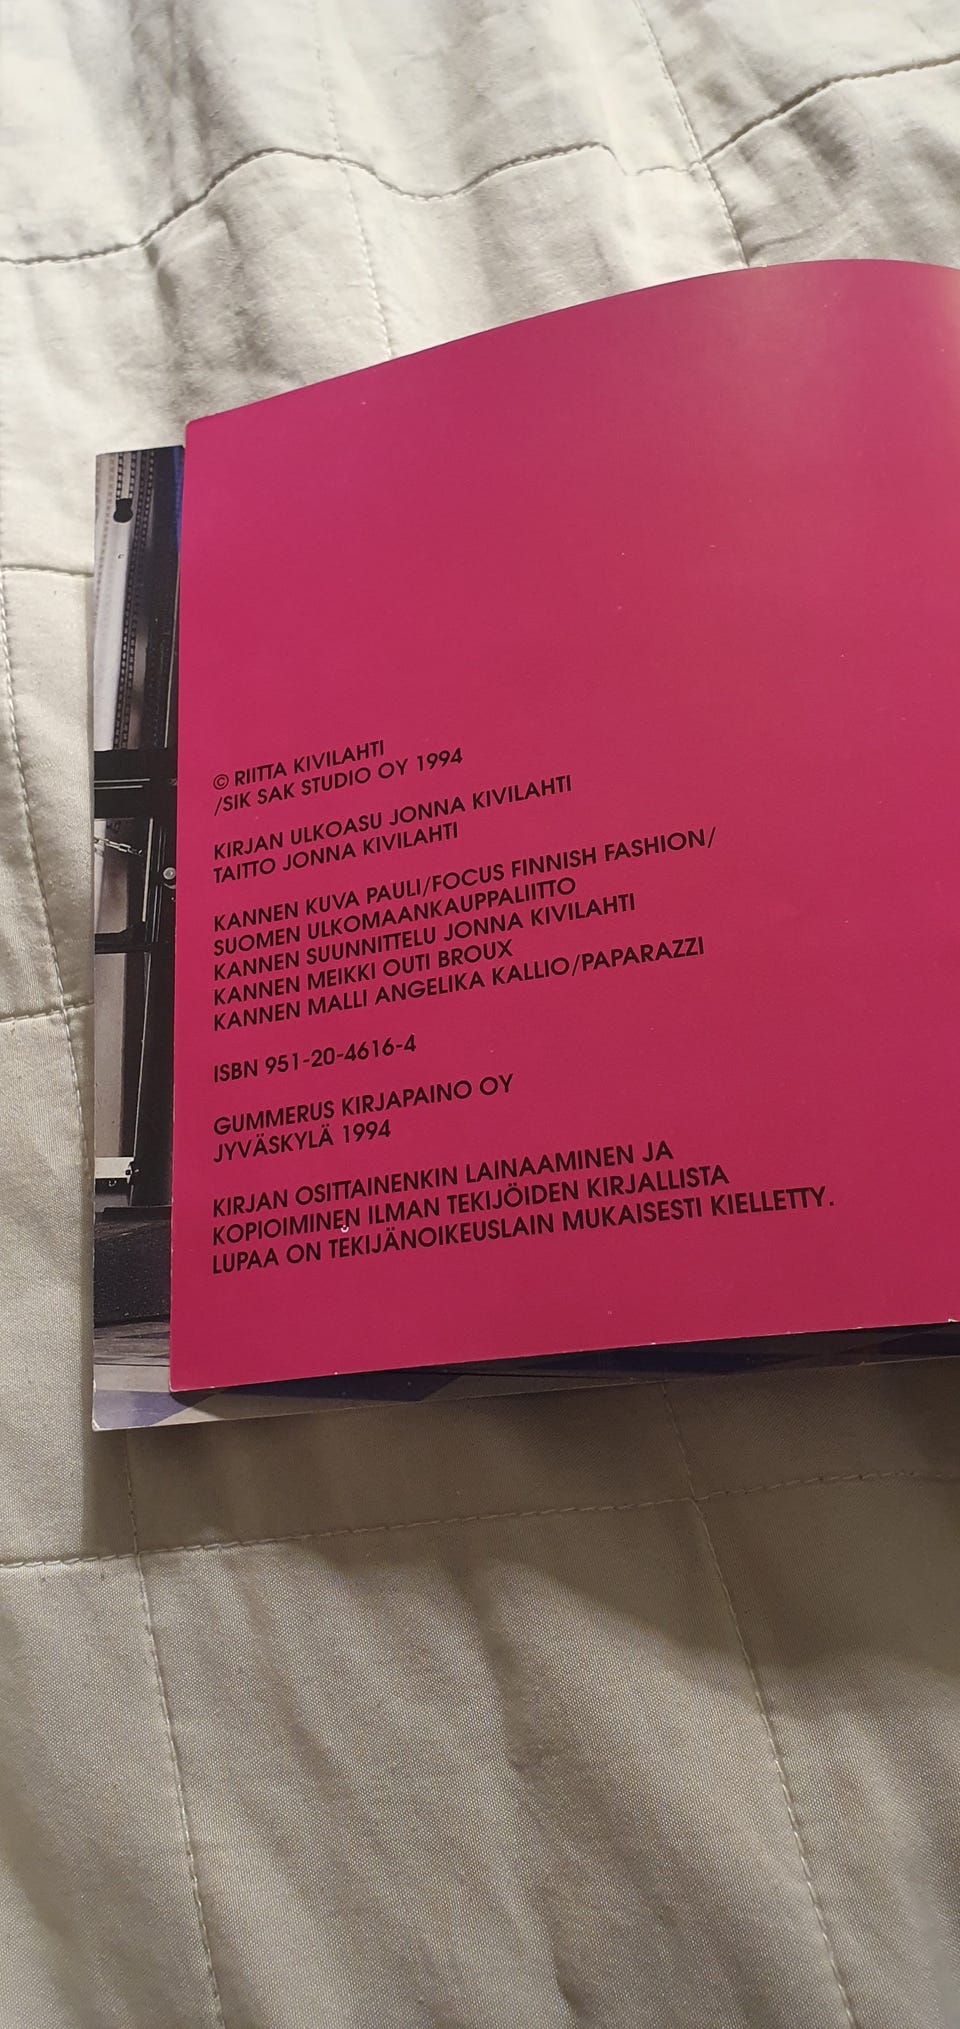 © RIITTA KIVILAHTI
/SIK SAK STUDIO OY 1994
KIRJAN ULKOASU JONNA KIVILAHTI
TAITTO JONNA KIVILAHTI
KANNEN KUVA PAULI/FOCUS FINNISH FASHION/
SUOMEN ULKOMAANKAUPPALIITTO
KANNEN SUUNNITTELU JONNA KIVILAHTI
KANNEN MEIKKI OUTI BROUX
KANNEN MALLI ANGELIKA KALLIO/PAPARAZZI
ISBN 951-20-4616-4
GUMMERUS KIRJAPAINO OY
JYVÄSKYLÄ 1994
KIRJAN OSITTAINENKIN LAINAAMINEN JA
KOPIOIMINEN ILMAN TEKIJÖIDEN KIRJALLISTA
LUPAA ON TEKIJÄNOIKEUSLAIN MUKAISESTI KIELLETTY.